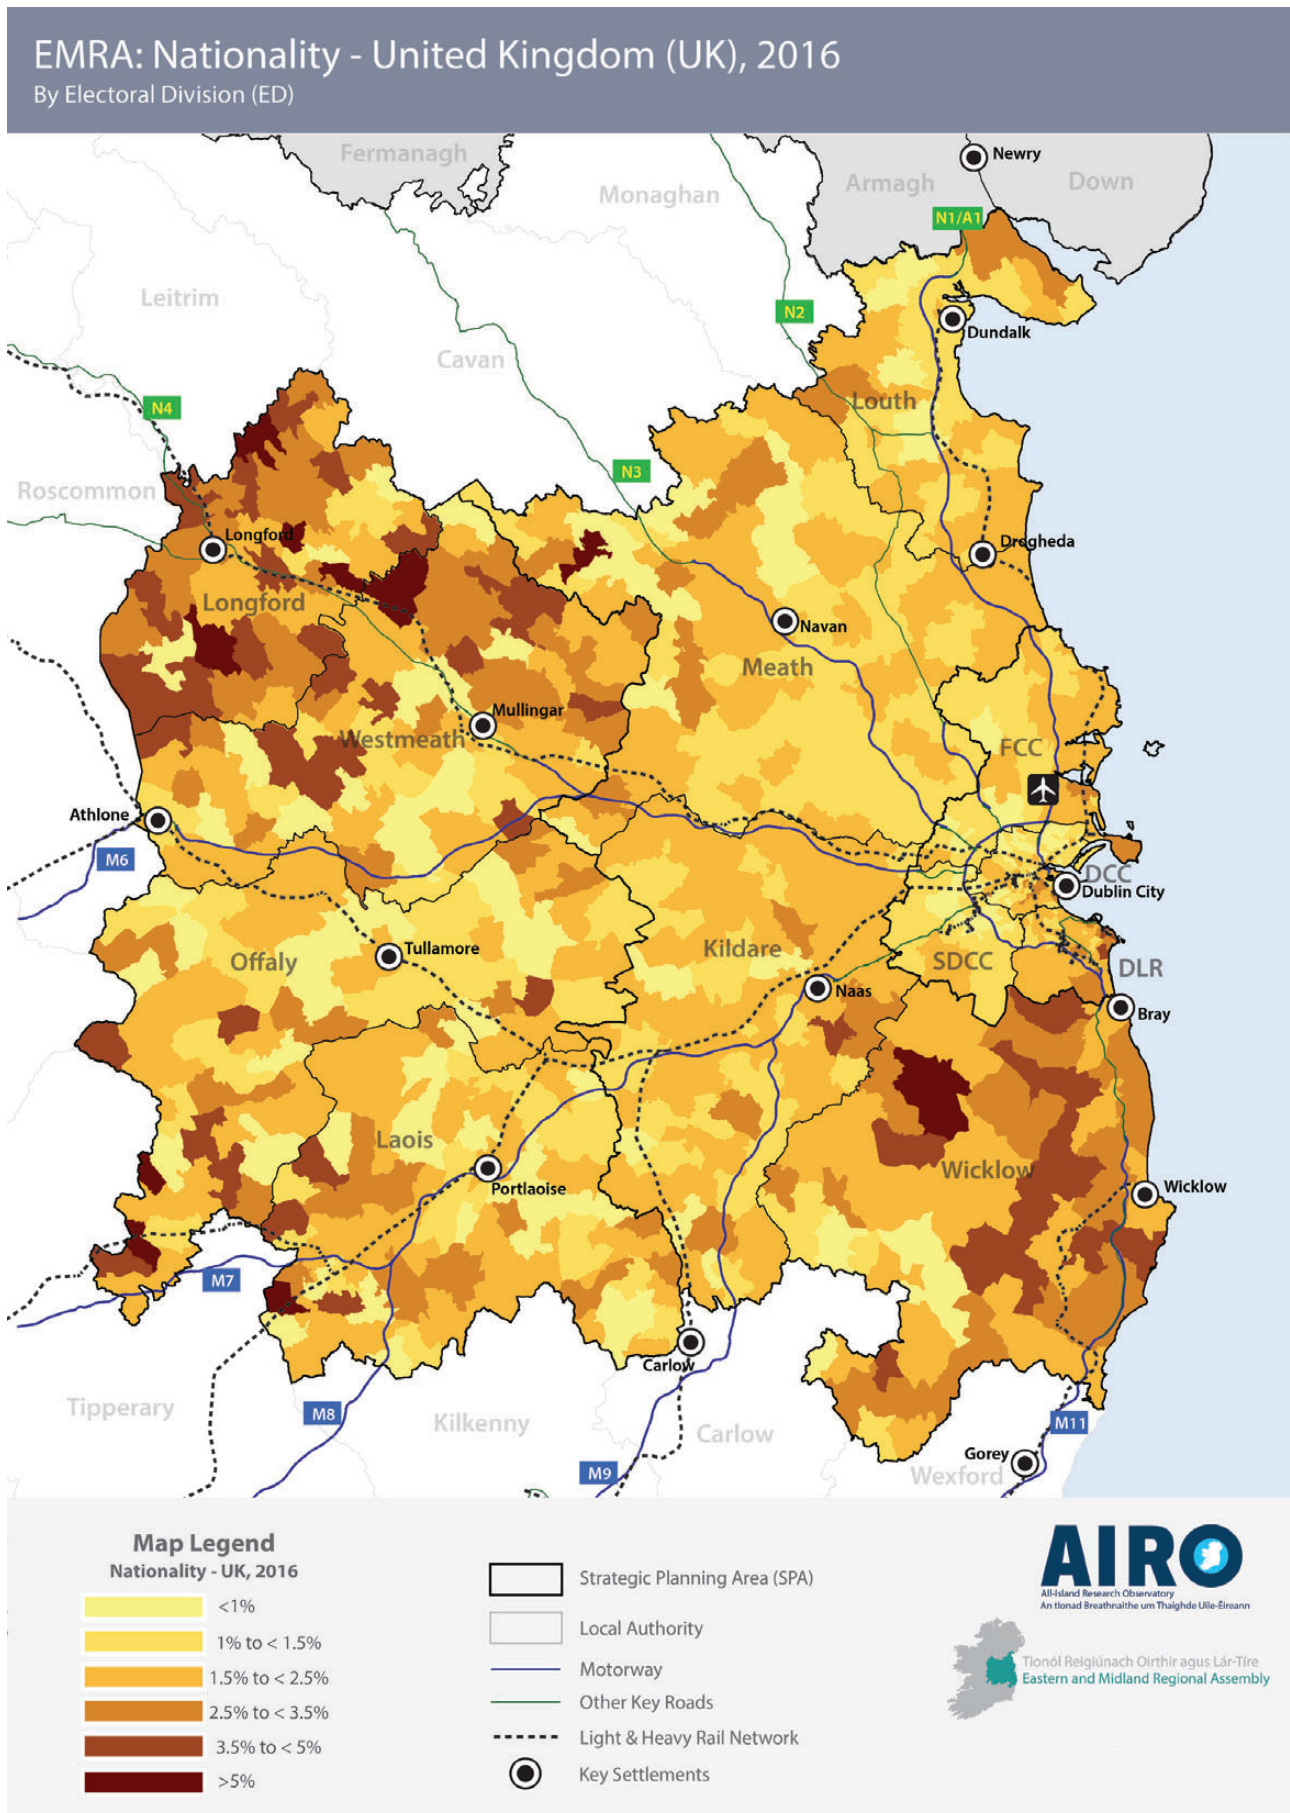 EMRA: Nationality - United Kingdom (UK), 2016
By Electoral Division (ED)
Fermanagh
Monaghan
Armagh
Newry
Down
N1/A1
Leitrim
N2
Dundalk
Cavan
N4
Louth
N3
Roscommon
Longford
Drogheda
Longford
Navan
Meath
Mullingar
Westmeath
FCC
Athlone
M6
DCC
Dublin City
Tullamore
Offaly
Kildare
SDCC
DLR
Naas
Bray
Laois
Wicklow
Portlaoise
Wicklow
M7
Carlow
Tipperary
M8
Kilkenny
Carlow
M11
Gorey
M9
Wexford
Map Legend
Nationality - UK, 2016
<1%
1% to < 1.5%
1.5% to < 2.5%
2.5% to < 3.5%
3.5% to < 5%
>5%
Strategic Planning Area (SPA)
Local Authority
Motorway
Other Key Roads
Light & Heavy Rail Network
Key Settlements
AIRO
All-Island Research Observatory
An tIonad Breathnaithe um Thaighde Uile-Éireann
Tionól Reigiúnach Oirthir agus Lár-Tíre
Eastern and Midland Regional Assembly